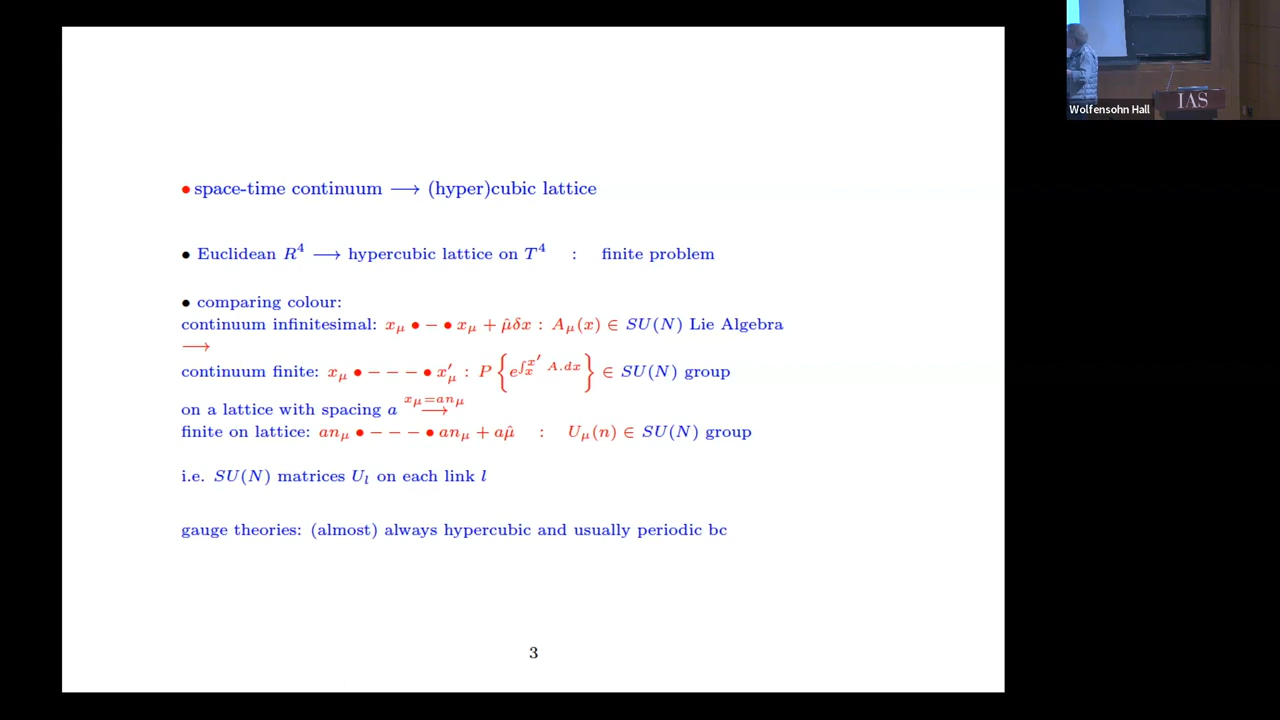 • space-time continuum ⟶ (hyper)cubic lattice
• Euclidean R⁴ ⟶ hypercubic lattice on T⁴ : finite problem
• comparing colour:
continuum infinitesimal: x_μ • − • x_μ + μ̂δx : A_μ(x) ∈ SU(N) Lie Algebra
⟶
continuum finite: x_μ • − − − • x′_μ : P { e^{∫_x^{x′} A.dx} } ∈ SU(N) group
on a lattice with spacing a x_μ=an_μ ⟶
finite on lattice: an_μ • − − − • an_μ + aμ̂ : U_μ(n) ∈ SU(N) group
i.e. SU(N) matrices U_l on each link l
gauge theories: (almost) always hypercubic and usually periodic bc
3
IAS
Wolfensohn Hall